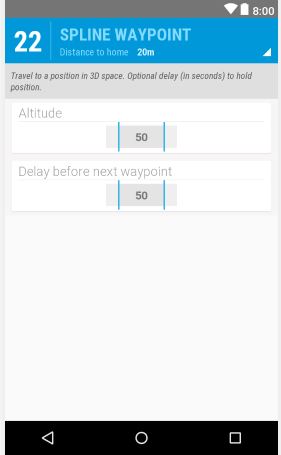 8:00
22
SPLINE WAYPOINT
Distance to home 20m
Travel to a position in 3D space. Optional delay (in seconds) to hold
position.
Altitude
50
Delay before next waypoint
50